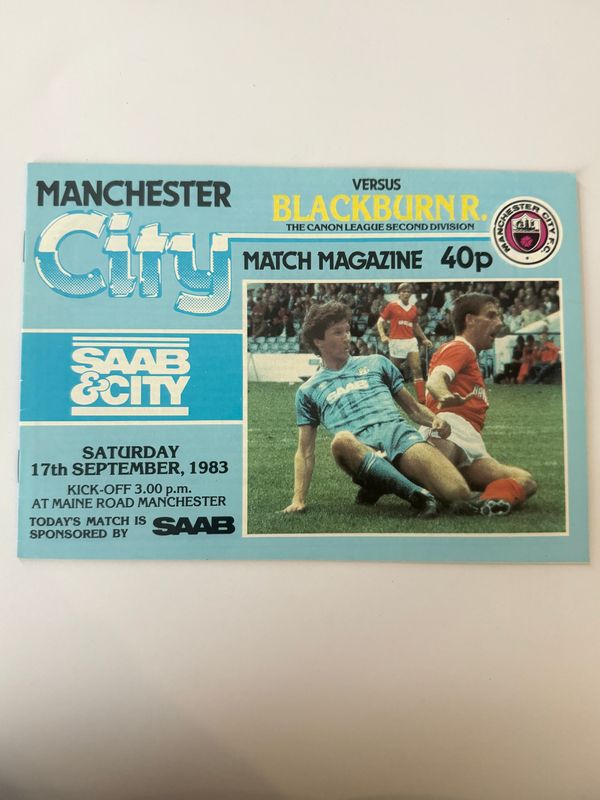 MANCHESTER
City
VERSUS
BLACKBURN R.
THE CANON LEAGUE SECOND DIVISION
MATCH MAGAZINE 40p
MANCHESTER CITY F.C.
SAAB
& CITY
SATURDAY
17th SEPTEMBER, 1983
KICK-OFF 3.00 p.m.
AT MAINE ROAD MANCHESTER
TODAY'S MATCH IS
SPONSORED BY SAAB
SAAB